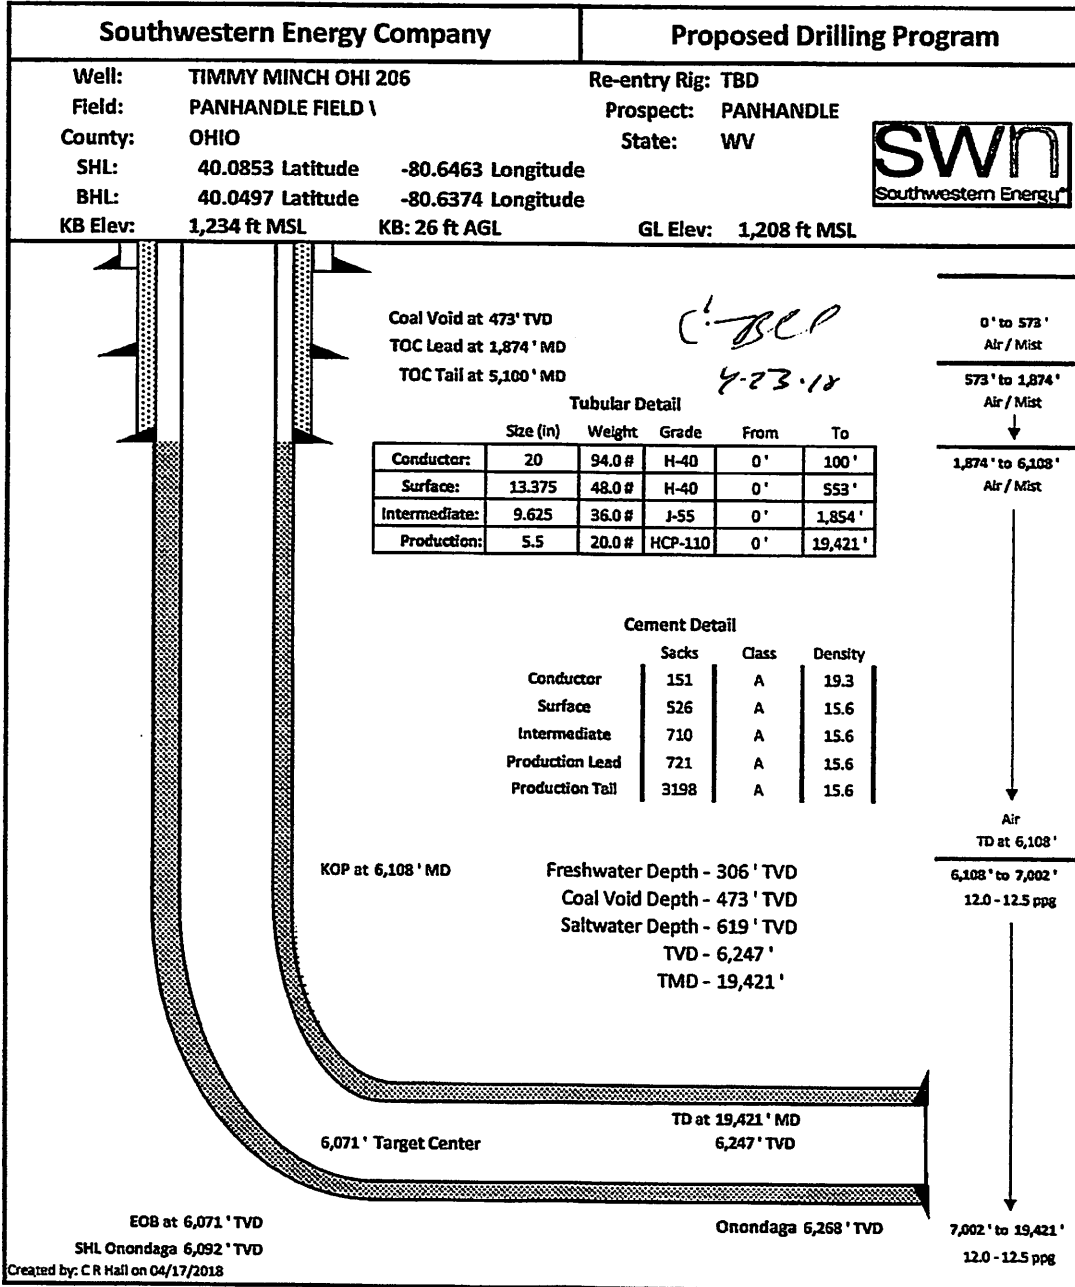 Southwestern Energy Company
Proposed Drilling Program
Well: TIMMY MINCH OHI 206 Re-entry Rig: TBD
Field: PANHANDLE FIELD \ Prospect: PANHANDLE
County: OHIO State: WV
SHL: 40.0853 Latitude -80.6463 Longitude
BHL: 40.0497 Latitude -80.6374 Longitude
KB Elev: 1,234 ft MSL KB: 26 ft AGL GL Elev: 1,208 ft MSL
SWN
Southwestern Energy
Coal Void at 473' TVD
TOC Lead at 1,874' MD
TOC Tail at 5,100' MD
4-23-18
0' to 573'
Air / Mist
573' to 1,874'
Air / Mist
1,874' to 6,108'
Air / Mist
Tubular Detail
Size (in) Weight Grade From To
Conductor: 20 94.0# H-40 0' 100'
Surface: 13.375 48.0# H-40 0' 553'
Intermediate: 9.625 36.0# J-55 0' 1,854'
Production: 5.5 20.0# HCP-110 0' 19,421'
Cement Detail
Sacks Class Density
Conductor 151 A 19.3
Surface 526 A 15.6
Intermediate 710 A 15.6
Production Lead 721 A 15.6
Production Tail 3198 A 15.6
Air
TD at 6,108'
KOP at 6,108' MD
6,108' to 7,002'
12.0 - 12.5 ppg
Freshwater Depth - 306' TVD
Coal Void Depth - 473' TVD
Saltwater Depth - 619' TVD
TVD - 6,247'
TMD - 19,421'
TD at 19,421' MD
6,071' Target Center
6,247' TVD
EOB at 6,071' TVD
SHL Onondaga 6,092' TVD
Onondaga 6,268' TVD
7,002' to 19,421'
12.0 - 12.5 ppg
Created by: C R Hall on 04/17/2018